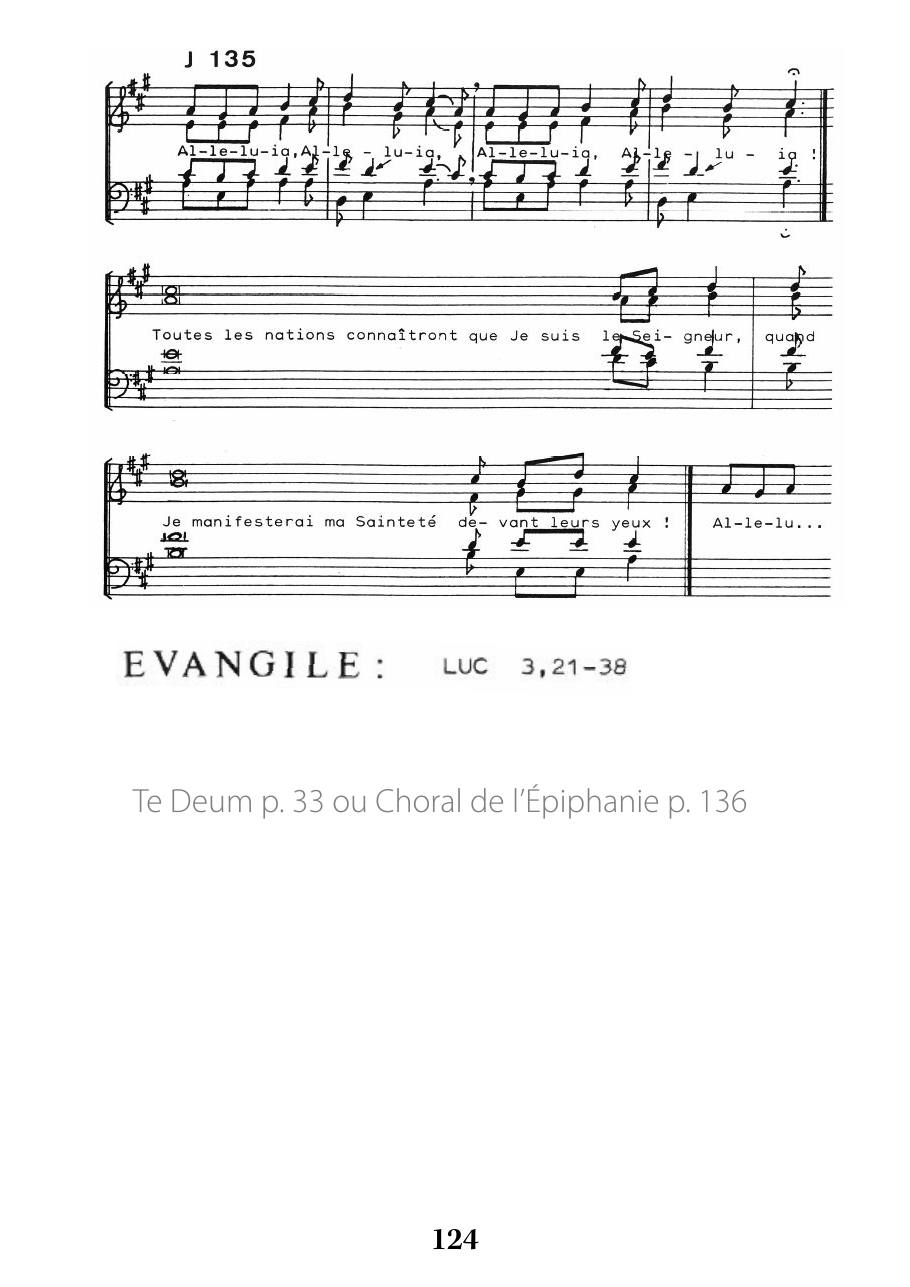 J 135
Al-le-lu-ia, Al-le - lu-ia, Al-le-lu-ia, Al-le - lu - ia !
Toutes les nations connaîtront que Je suis le Sei- gneur, quand
Je manifesterai ma Sainteté de- vant leurs yeux ! Al-le-lu...
EVANGILE : LUC 3,21-38
Te Deum p. 33 ou Choral de l’Épiphanie p. 136
124